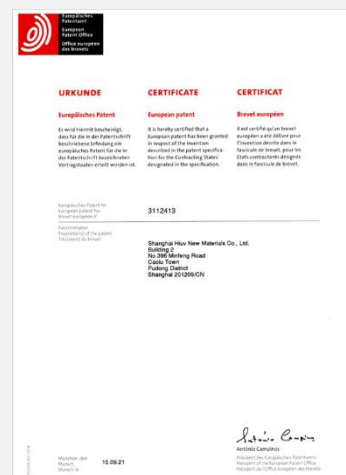 Europäisches
Patentamt
European
Patent Office
Office européen
des brevets
URKUNDE
Europäisches Patent
Es wird hiermit bescheinigt,
dass für die in der Patentschrift
beschriebene Erfindung ein
europäisches Patent für die in
der Patentschrift bezeichneten
Vertragsstaaten erteilt worden ist.
CERTIFICATE
European patent
It is hereby certified that a
European patent has been granted
in respect of the invention
described in the patent specifica-
tion for the Contracting States
designated in the specification.
CERTIFICAT
Brevet européen
Il est certifié qu'un brevet
européen a été délivré pour
l'invention décrite dans le
fascicule de brevet, pour les
Etats contractants désignés
dans le fascicule de brevet.
Europäisches Patent Nr.
European patent No.
Brevet européen n°
3112413
Patentinhaber
Proprietor(s) of the patent
Titulaire(s) du brevet
Shanghai Hiuv New Materials Co., Ltd.
Building 2
No.396 Minfeng Road
Caolu Town
Pudong District
Shanghai 201209/CN
António Campinos
Präsident des Europäischen Patentamts
President of the European Patent Office
Président de l'Office européen des brevets
München, den
Munich,
Munich, le
15.09.21